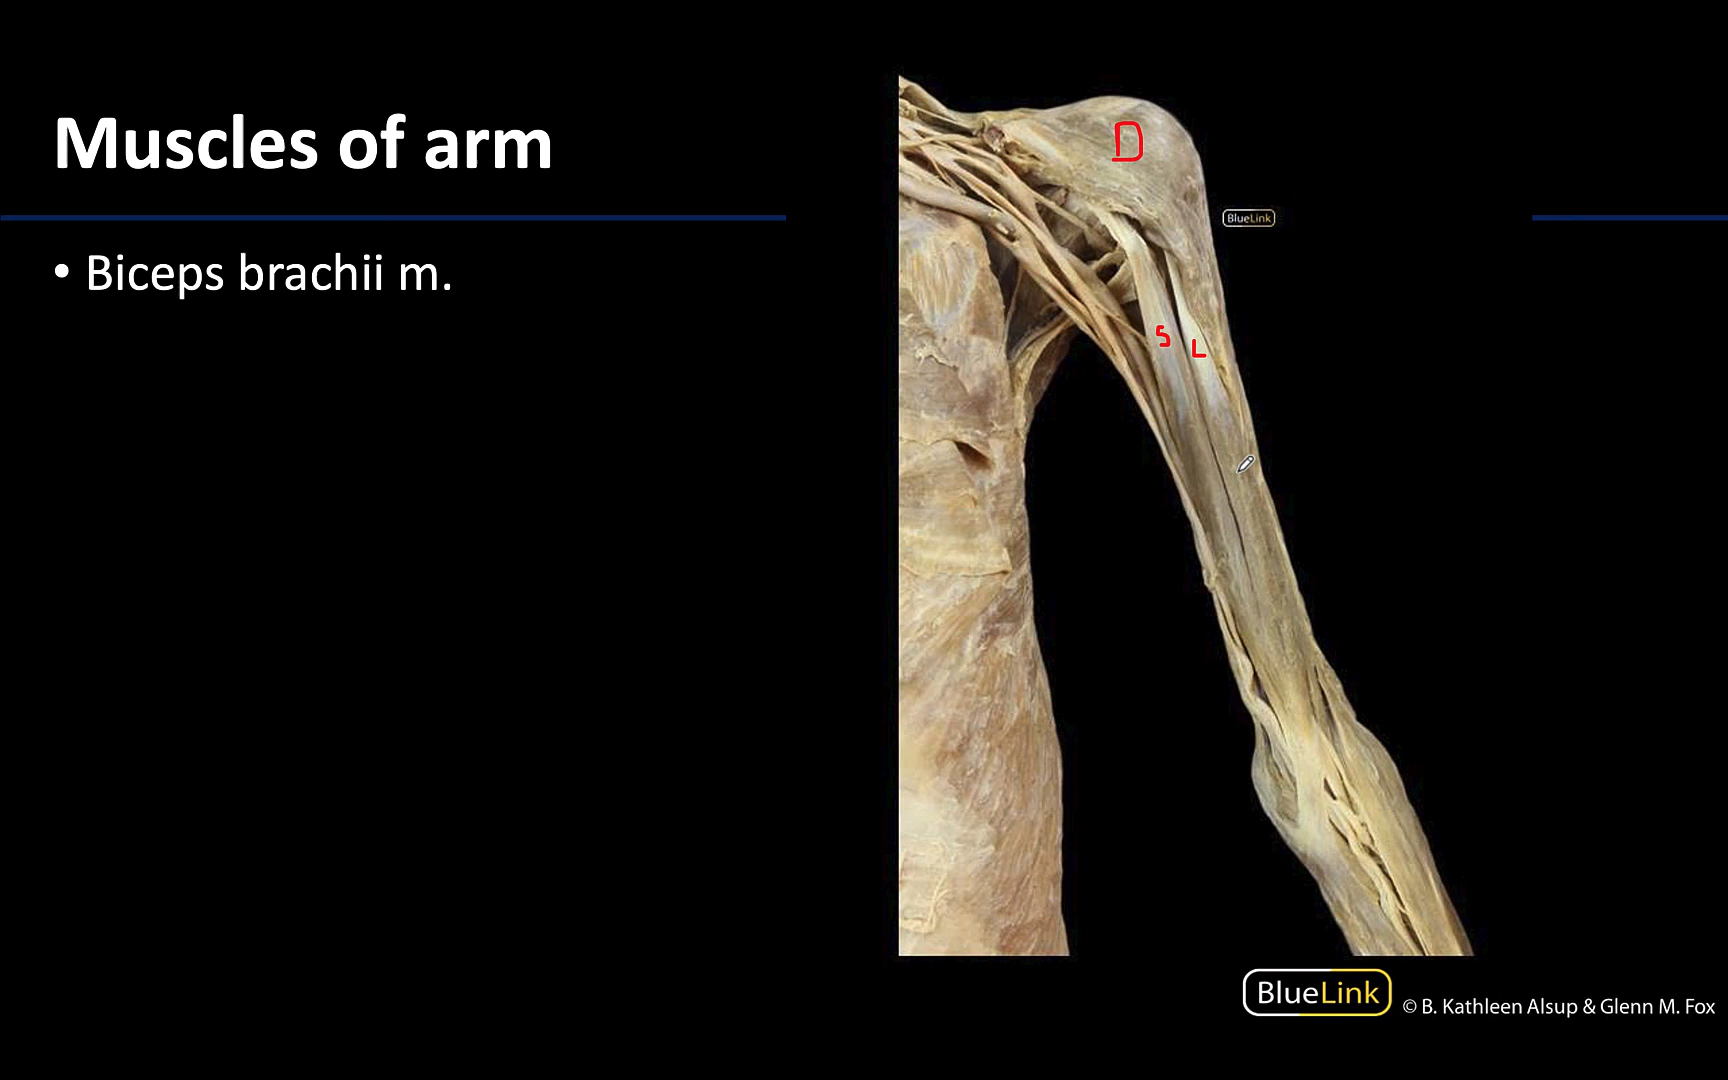 Muscles of arm
• Biceps brachii m.
D
BlueLink
S
L
BlueLink
© B. Kathleen Alsup & Glenn M. Fox